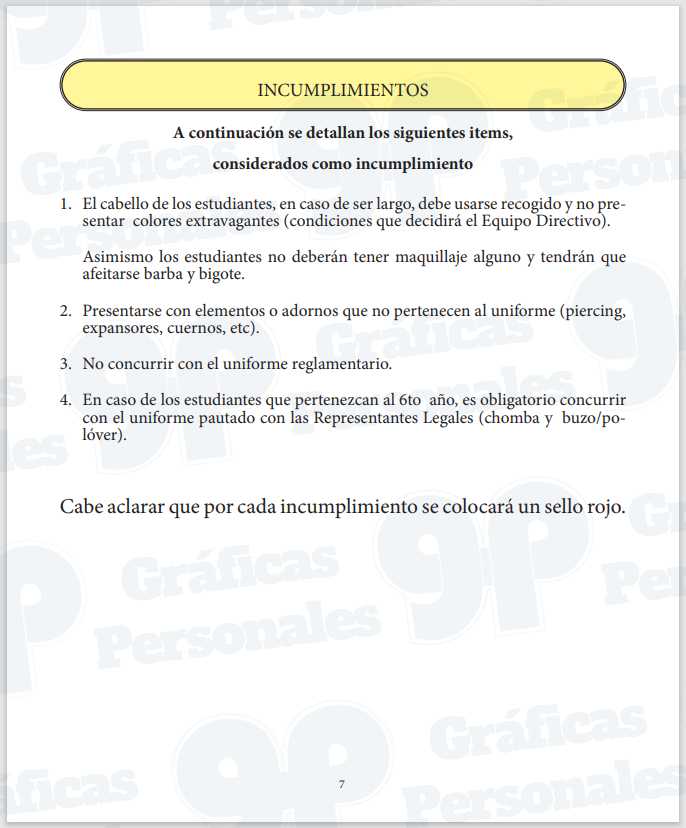 INCUMPLIMIENTOS
A continuación se detallan los siguientes items,
considerados como incumplimiento
1. El cabello de los estudiantes, en caso de ser largo, debe usarse recogido y no pre-
sentar colores extravagantes (condiciones que decidirá el Equipo Directivo).
Asimismo los estudiantes no deberán tener maquillaje alguno y tendrán que
afeitarse barba y bigote.
2. Presentarse con elementos o adornos que no pertenecen al uniforme (piercing,
expansores, cuernos, etc).
3. No concurrir con el uniforme reglamentario.
4. En caso de los estudiantes que pertenezcan al 6to año, es obligatorio concurrir
con el uniforme pautado con las Representantes Legales (chomba y buzo/po-
lóver).
Cabe aclarar que por cada incumplimiento se colocará un sello rojo.
gp
Gráficas
Personales
7